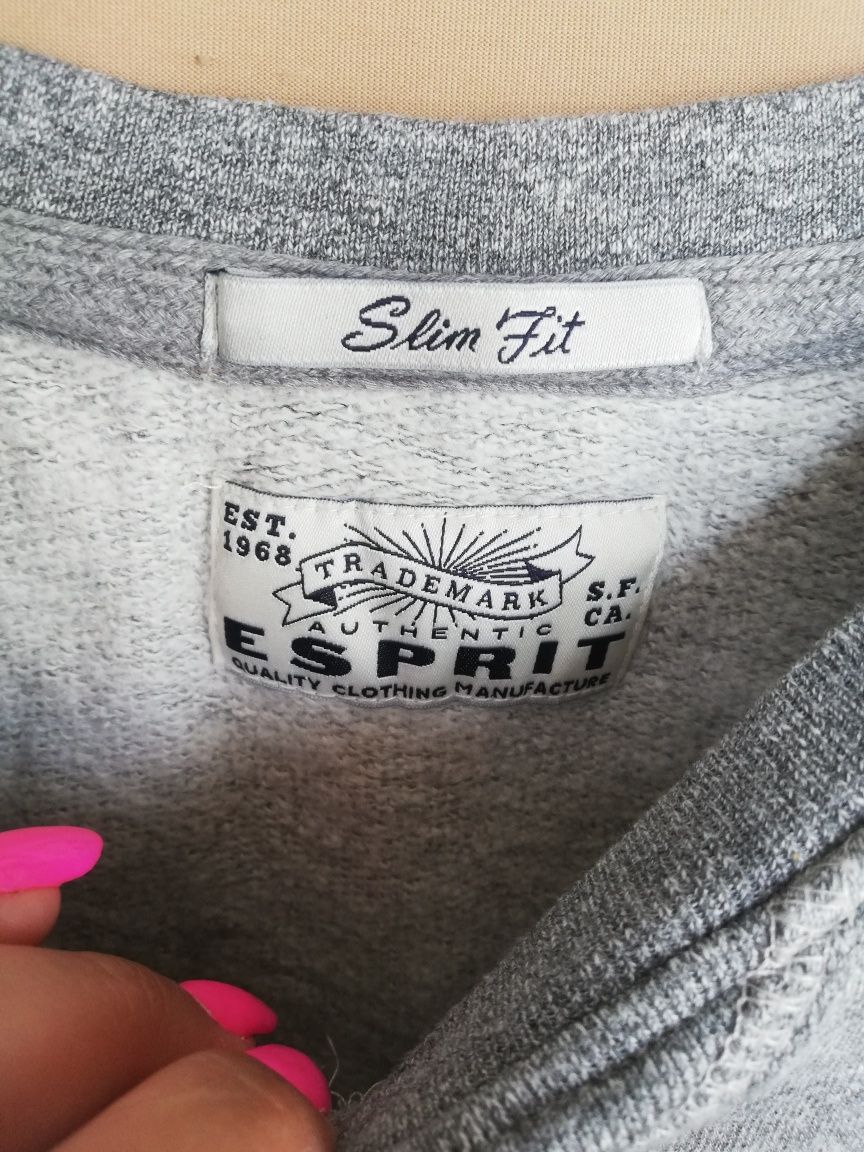 Slim Fit
EST.
1968
TRADEMARK
S.F.
CA.
AUTHENTIC
ESPRIT
QUALITY CLOTHING MANUFACTURE